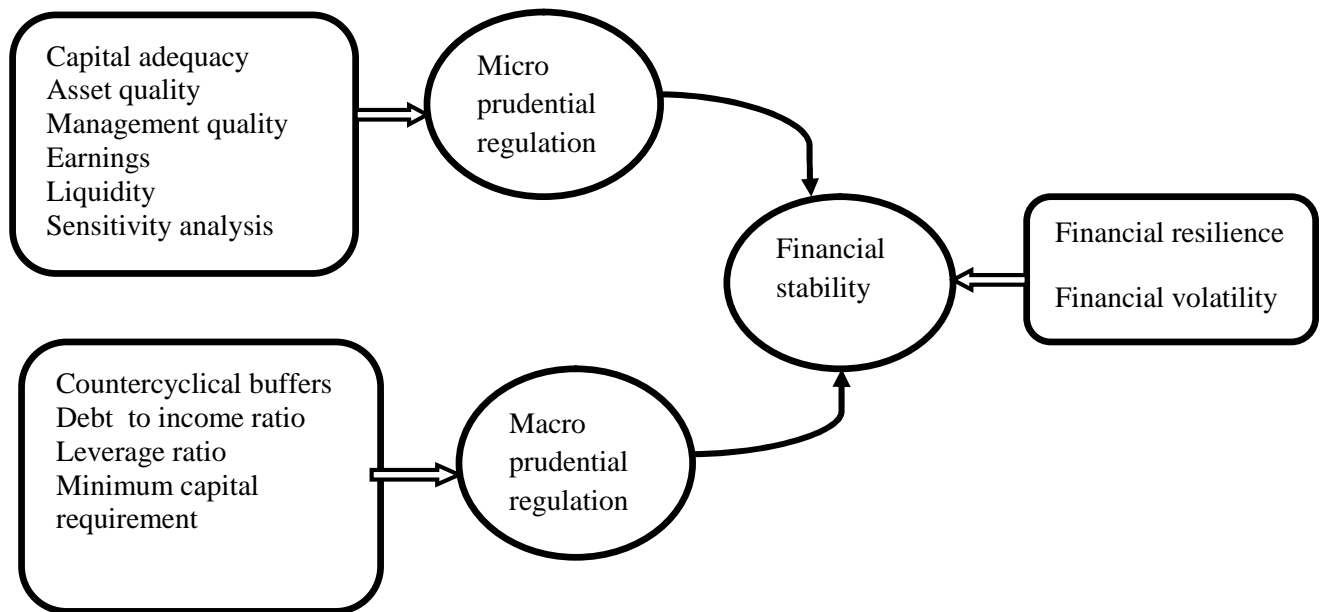 Capital adequacy
Asset quality
Management quality
Earnings
Liquidity
Sensitivity analysis
Micro
prudential
regulation
Financial
stability
Financial resilience
Financial volatility
Countercyclical buffers
Debt to income ratio
Leverage ratio
Minimum capital
requirement
Macro
prudential
regulation